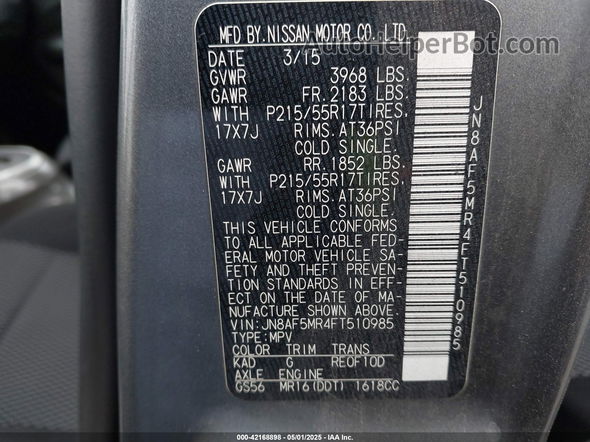 MFD BY NISSAN MOTOR CO., LTD.
DATE 3/15
GVWR 3968 LBS.
GAWR FR. 2183 LBS.
WITH P215/55R17TIRES.
17X7J RIMS. AT36PSI
COLD SINGLE.
GAWR RR. 1852 LBS.
WITH P215/55R17TIRES.
17X7J RIMS. AT36PSI
COLD SINGLE.
THIS VEHICLE CONFORMS
TO ALL APPLICABLE FED-
ERAL MOTOR VEHICLE SA-
FETY AND THEFT PREVEN-
TION STANDARDS IN EFF-
ECT ON THE DATE OF MA-
NUFACTURE SHOWN ABOVE.
VIN:JN8AF5MR4FT510985
TYPE:MPV
COLOR TRIM TRANS
KAD G RE0F10D
AXLE ENGINE
GS56 MR16(DDT) 1618CC
JN8AF5MR4FT510985
AutoHelperBot.com
000-42168898 - 05/01/2025 - IAA Inc.